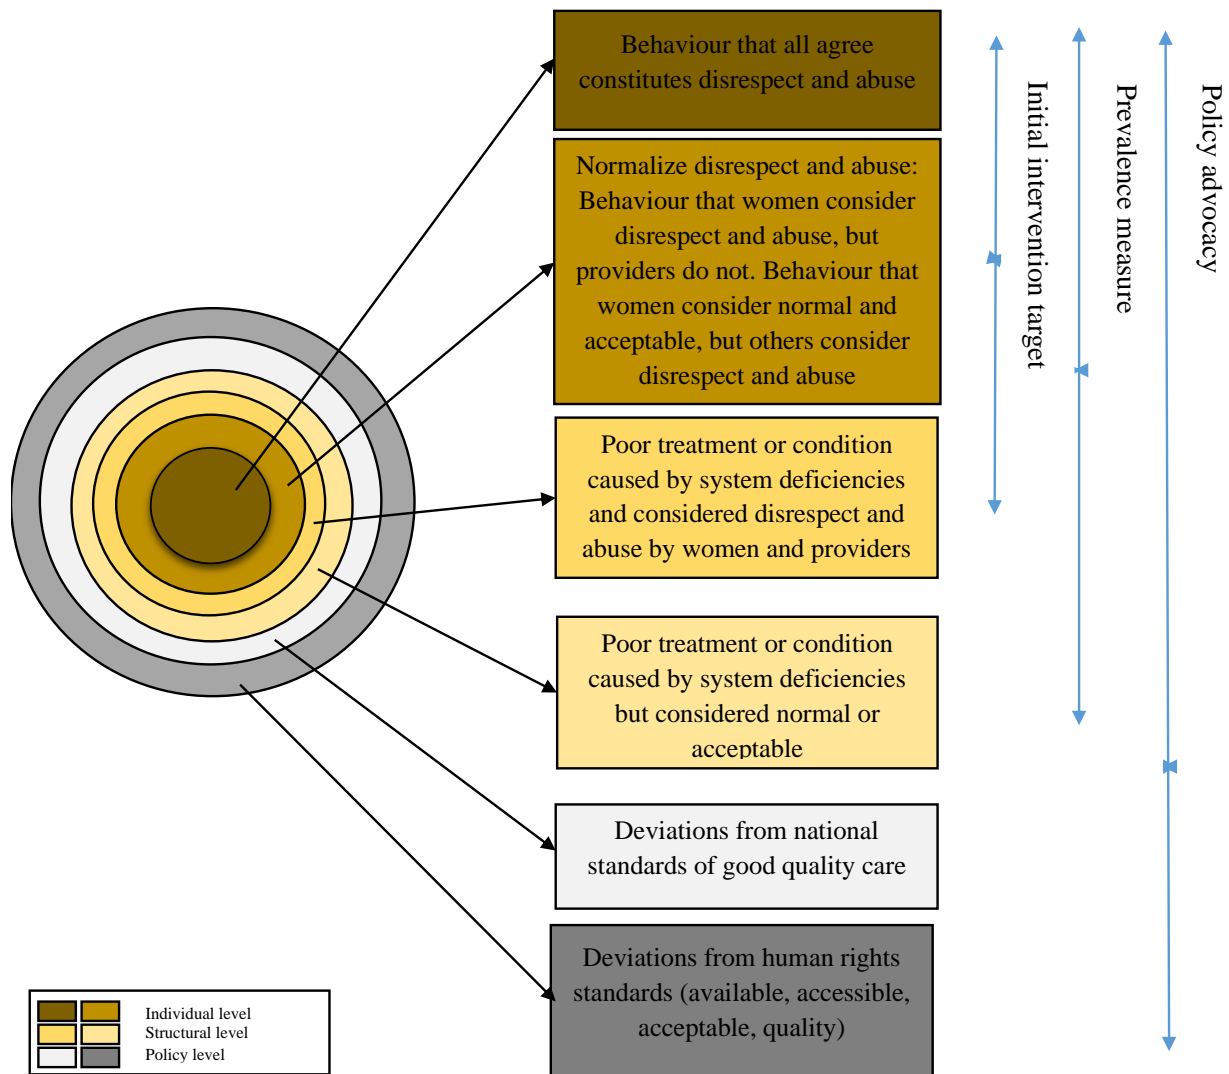 Behaviour that all agree
constitutes disrespect and abuse
Normalize disrespect and abuse:
Behaviour that women consider
disrespect and abuse, but
providers do not. Behaviour that
women consider normal and
acceptable, but others consider
disrespect and abuse
Poor treatment or condition
caused by system deficiencies
and considered disrespect and
abuse by women and providers
Poor treatment or condition
caused by system deficiencies
but considered normal or
acceptable
Deviations from national
standards of good quality care
Deviations from human rights
standards (available, accessible,
acceptable, quality)
Initial intervention target
Prevalence measure
Policy advocacy
Individual level
Structural level
Policy level